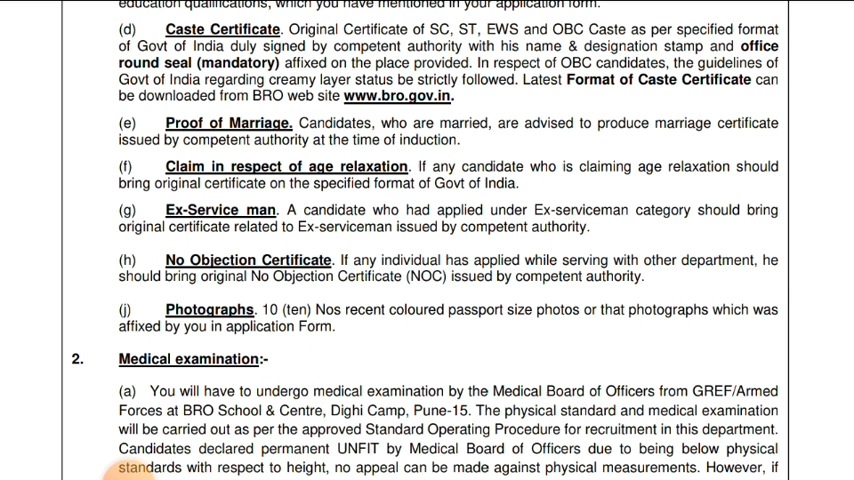 education qualifications, which you have mentioned in your application form.
(d) Caste Certificate. Original Certificate of SC, ST, EWS and OBC Caste as per specified format
of Govt of India duly signed by competent authority with his name & designation stamp and office
round seal (mandatory) affixed on the place provided. In respect of OBC candidates, the guidelines of
Govt of India regarding creamy layer status be strictly followed. Latest Format of Caste Certificate can
be downloaded from BRO web site www.bro.gov.in.
(e) Proof of Marriage. Candidates, who are married, are advised to produce marriage certificate
issued by competent authority at the time of induction.
(f) Claim in respect of age relaxation. If any candidate who is claiming age relaxation should
bring original certificate on the specified format of Govt of India.
(g) Ex-Service man. A candidate who had applied under Ex-serviceman category should bring
original certificate related to Ex-serviceman issued by competent authority.
(h) No Objection Certificate. If any individual has applied while serving with other department, he
should bring original No Objection Certificate (NOC) issued by competent authority.
(j) Photographs. 10 (ten) Nos recent coloured passport size photos or that photographs which was
affixed by you in application Form.
2. Medical examination:-
(a) You will have to undergo medical examination by the Medical Board of Officers from GREF/Armed
Forces at BRO School & Centre, Dighi Camp, Pune-15. The physical standard and medical examination
will be carried out as per the approved Standard Operating Procedure for recruitment in this department.
Candidates declared permanent UNFIT by Medical Board of Officers due to being below physical
standards with respect to height, no appeal can be made against physical measurements. However, if